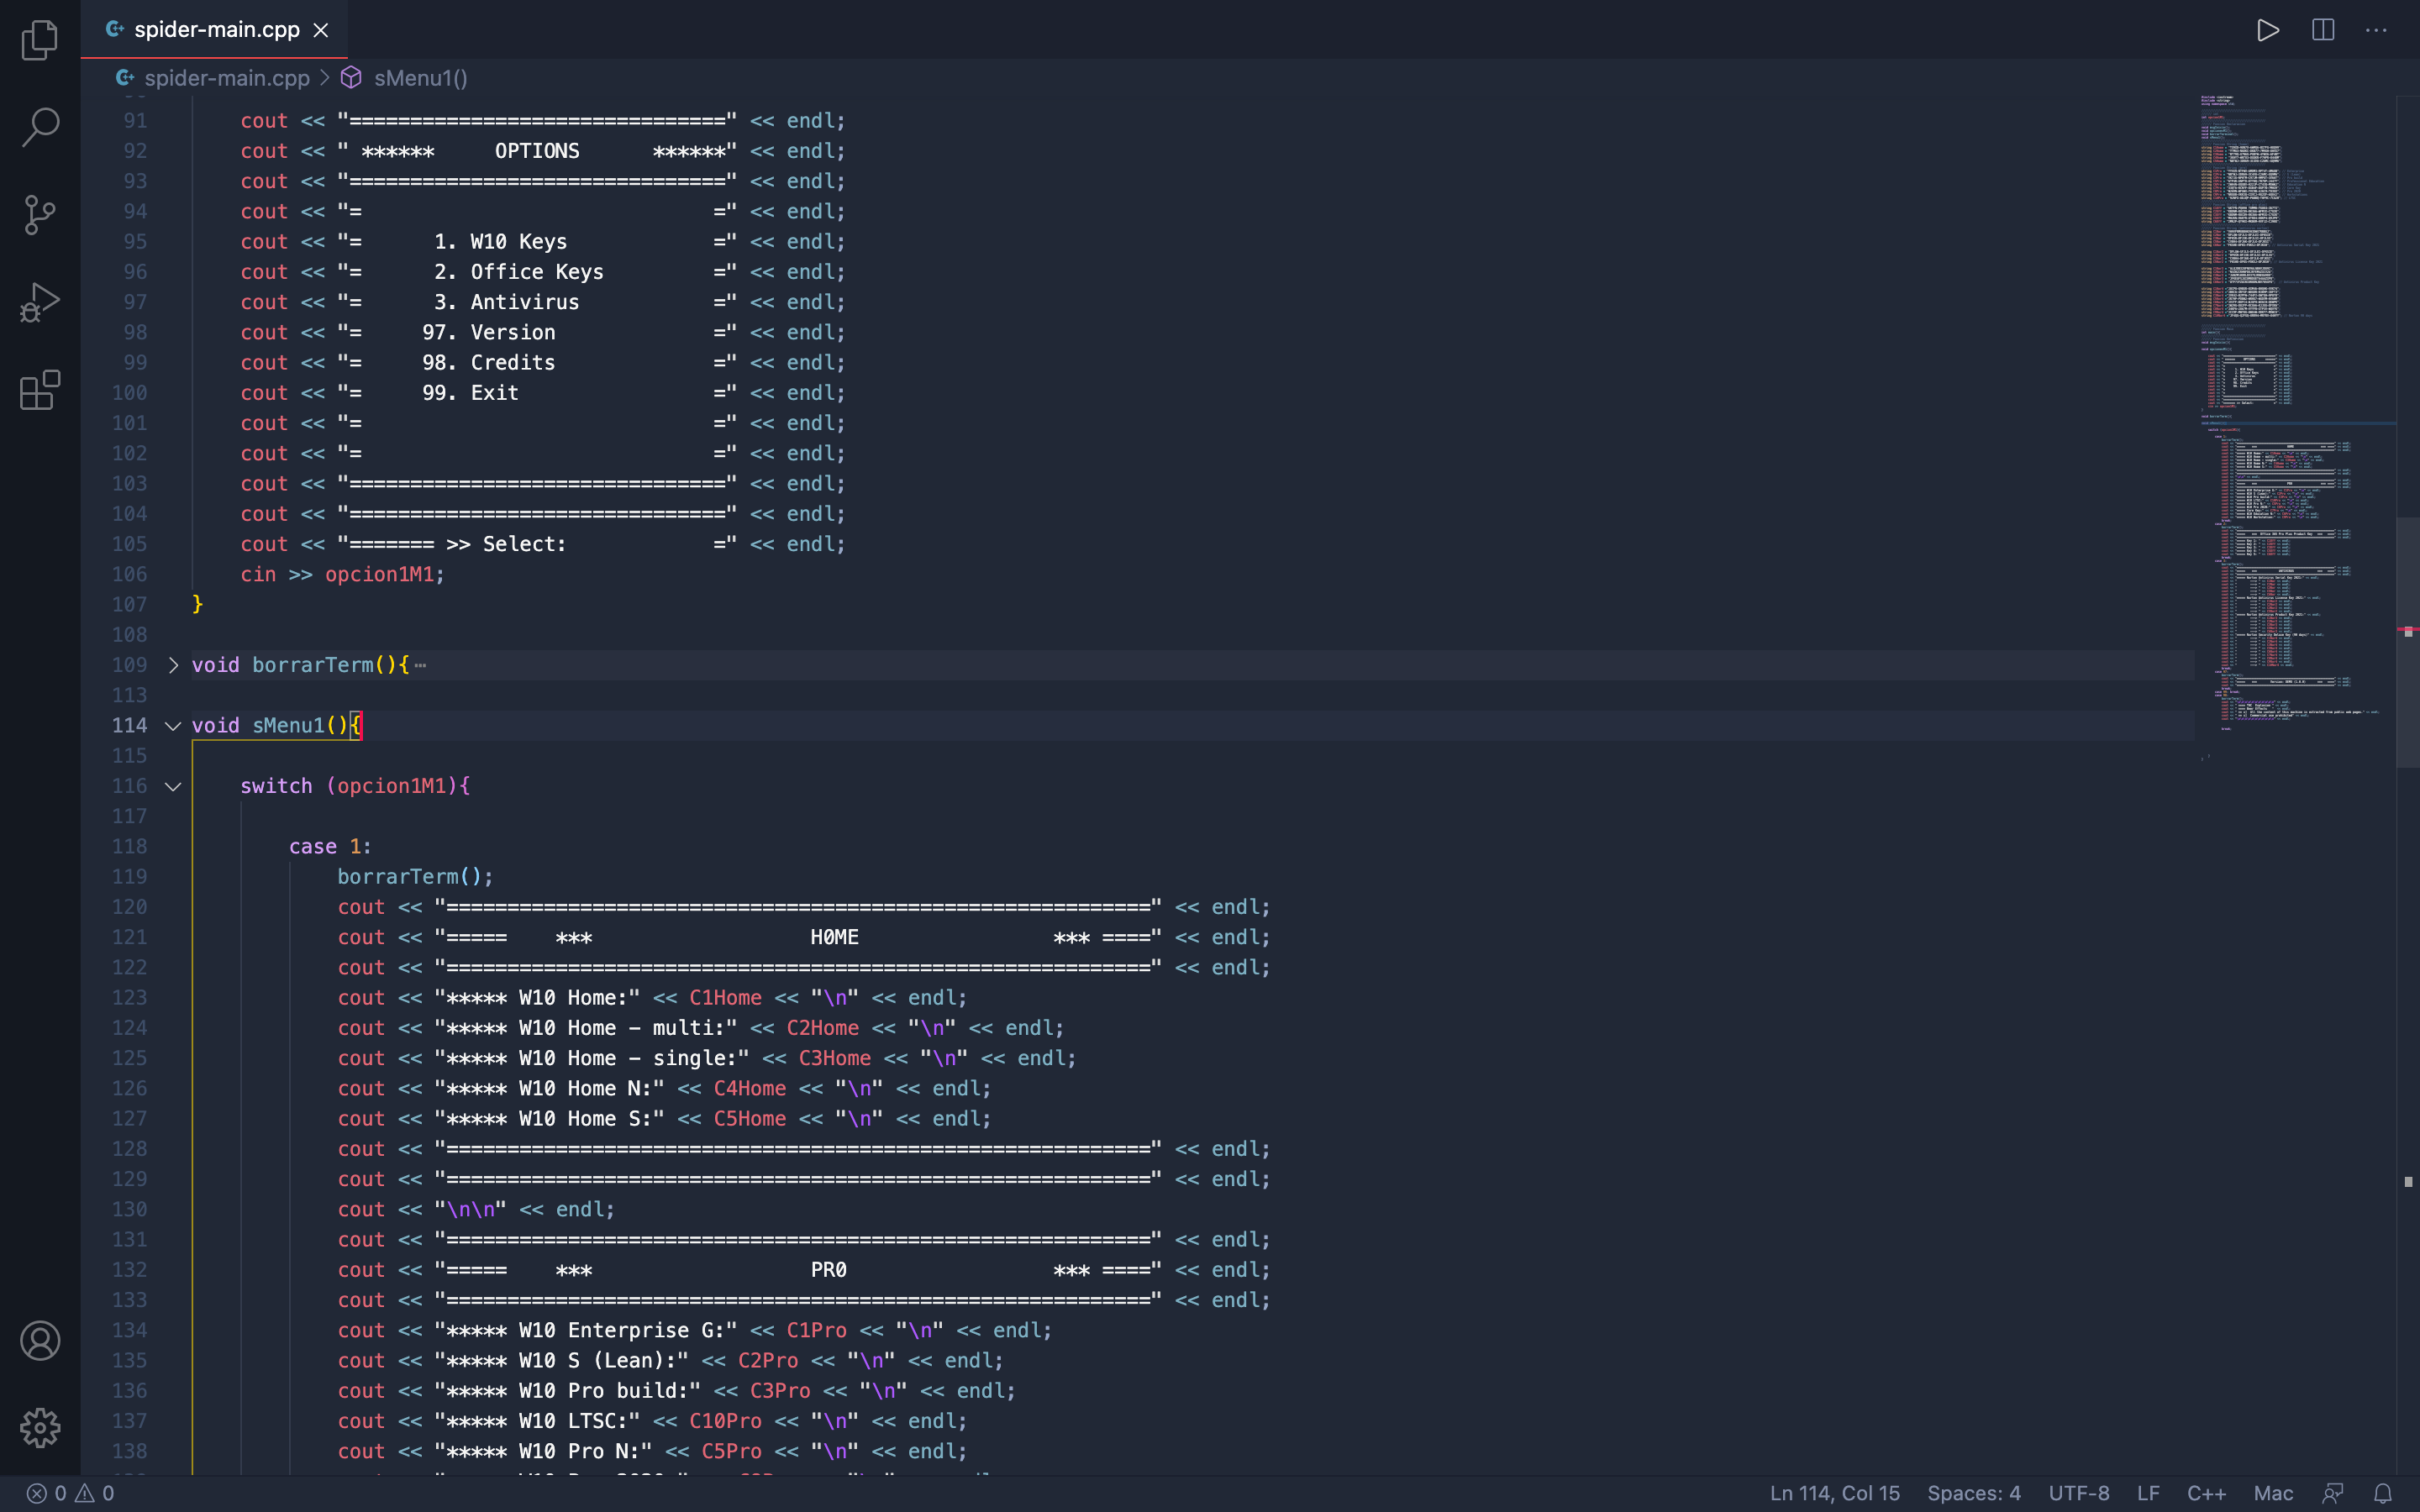 spider-main.cpp
spider-main.cpp > sMenu1()
91 cout << "===============================" << endl;
92 cout << " ****** OPTIONS ******" << endl;
93 cout << "===============================" << endl;
94 cout << "= =" << endl;
95 cout << "= 1. W10 Keys =" << endl;
96 cout << "= 2. Office Keys =" << endl;
97 cout << "= 3. Antivirus =" << endl;
98 cout << "= 97. Version =" << endl;
99 cout << "= 98. Credits =" << endl;
100 cout << "= 99. Exit =" << endl;
101 cout << "= =" << endl;
102 cout << "= =" << endl;
103 cout << "===============================" << endl;
104 cout << "===============================" << endl;
105 cout << "======= >> Select: =" << endl;
106 cin >> opcion1M1;
107 }
108
109 void borrarTerm(){⋯
113
114 void sMenu1(){
115
116 switch (opcion1M1){
117
118 case 1:
119 borrarTerm();
120 cout << "==========================================================" << endl;
121 cout << "===== *** H0ME *** ====" << endl;
122 cout << "==========================================================" << endl;
123 cout << "***** W10 Home:" << C1Home << "\n" << endl;
124 cout << "***** W10 Home - multi:" << C2Home << "\n" << endl;
125 cout << "***** W10 Home - single:" << C3Home << "\n" << endl;
126 cout << "***** W10 Home N:" << C4Home << "\n" << endl;
127 cout << "***** W10 Home S:" << C5Home << "\n" << endl;
128 cout << "==========================================================" << endl;
129 cout << "==========================================================" << endl;
130 cout << "\n\n" << endl;
131 cout << "==========================================================" << endl;
132 cout << "===== *** PR0 *** ====" << endl;
133 cout << "==========================================================" << endl;
134 cout << "***** W10 Enterprise G:" << C1Pro << "\n" << endl;
135 cout << "***** W10 S (Lean):" << C2Pro << "\n" << endl;
136 cout << "***** W10 Pro build:" << C3Pro << "\n" << endl;
137 cout << "***** W10 LTSC:" << C10Pro << "\n" << endl;
138 cout << "***** W10 Pro N:" << C5Pro << "\n" << endl;
0 0 Ln 114, Col 15 Spaces: 4 UTF-8 LF C++ Mac